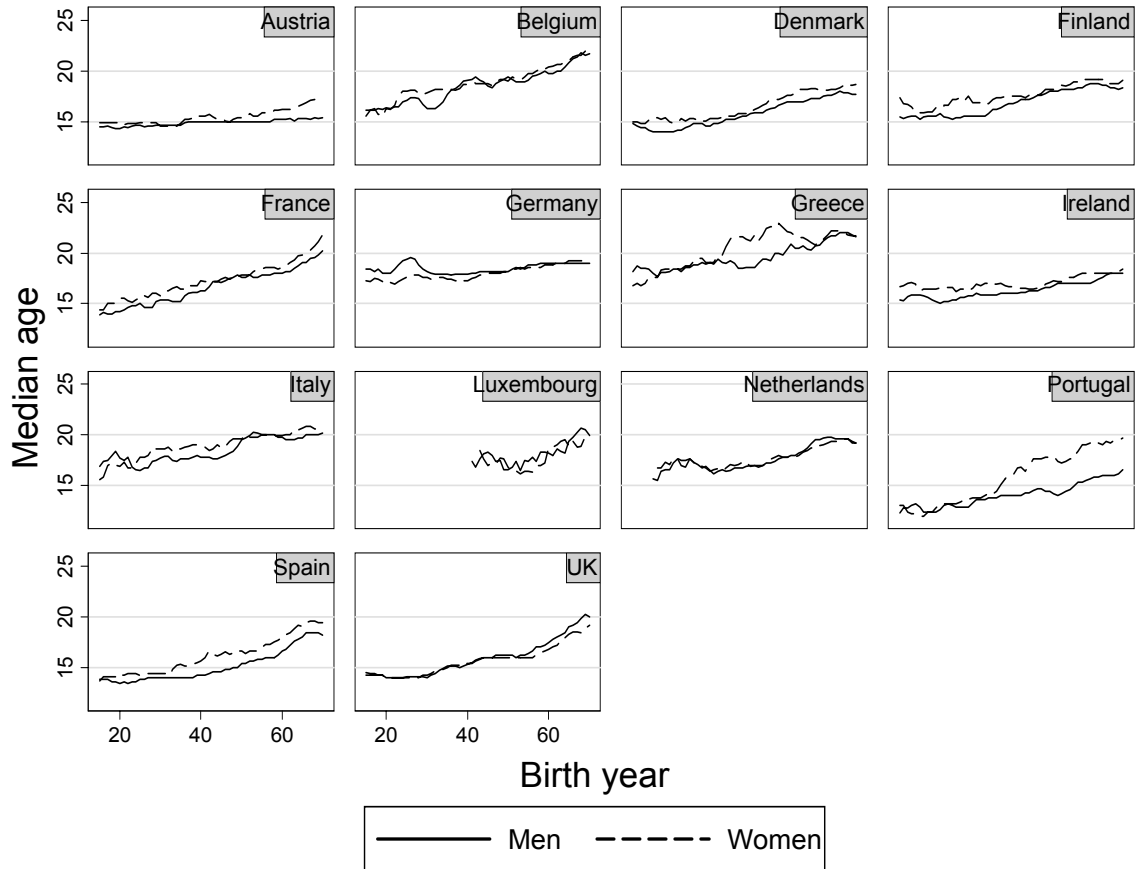 Median age
25
20
15
Austria
Belgium
Denmark
Finland
25
20
15
France
Germany
Greece
Ireland
25
20
15
Italy
Luxembourg
Netherlands
Portugal
25
20
15
Spain
UK
20 40 60
20 40 60
Birth year
Men Women